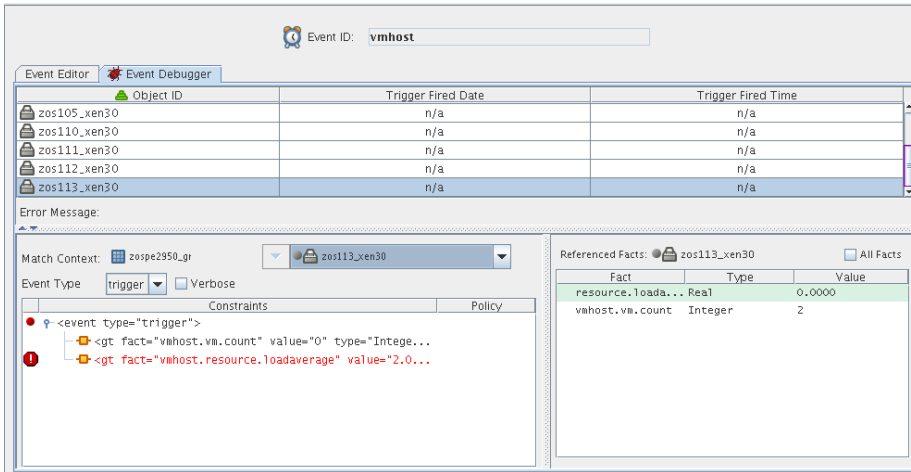 Event ID: vmhost
Event Editor Event Debugger
Object ID Trigger Fired Date Trigger Fired Time
zos105_xen30 n/a n/a
zos110_xen30 n/a n/a
zos111_xen30 n/a n/a
zos112_xen30 n/a n/a
zos113_xen30 n/a n/a
Error Message:
Match Context: zospe2950_gr zos113_xen30
Event Type trigger Verbose
Constraints Policy
<event type="trigger">
<gt fact="vmhost.vm.count" value="0" type="Intege...
<gt fact="vmhost.resource.loadaverage" value="2.0...
Referenced Facts: zos113_xen30 All Facts
Fact Type Value
resource.loada... Real 0.0000
vmhost.vm.count Integer 2